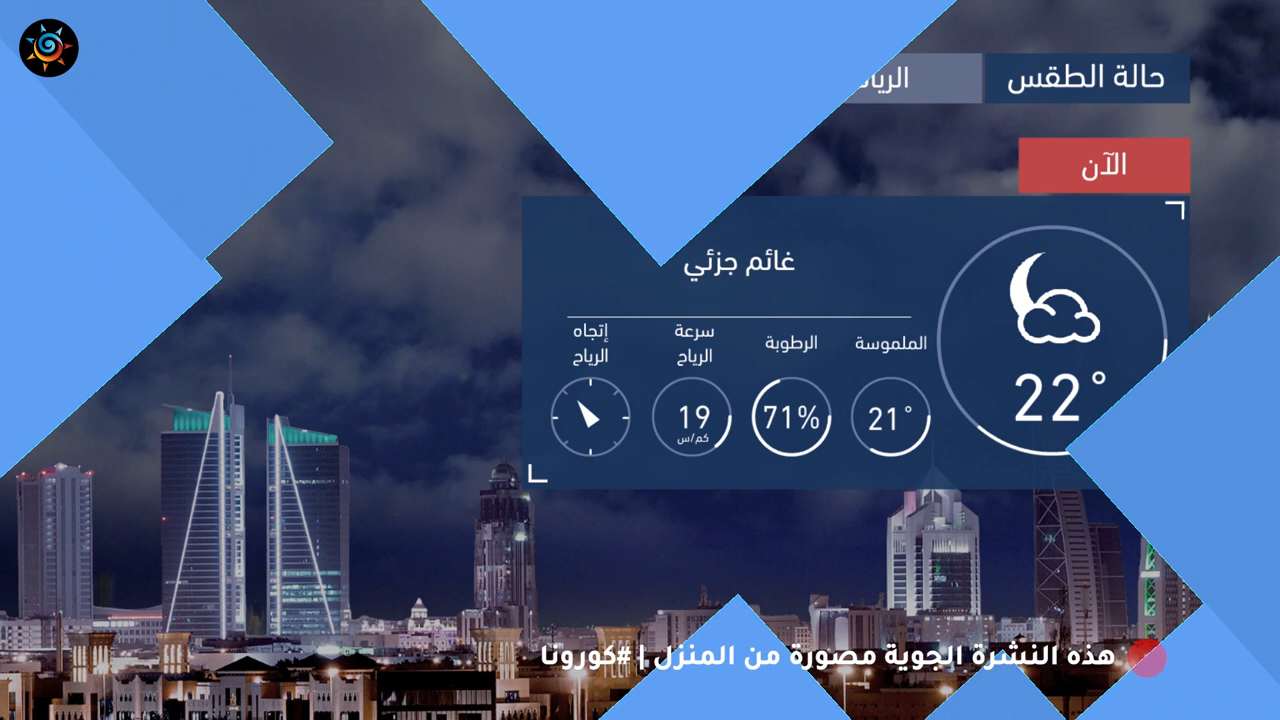 حالة الطقس
الآن
غائم جزئي
22°
الملموسة
21°
الرطوبة
71%
سرعة
الرياح
19
كم/س
إتجاه
الرياح
هذه النشرة الجوية مصورة من المنزل | #كورونا